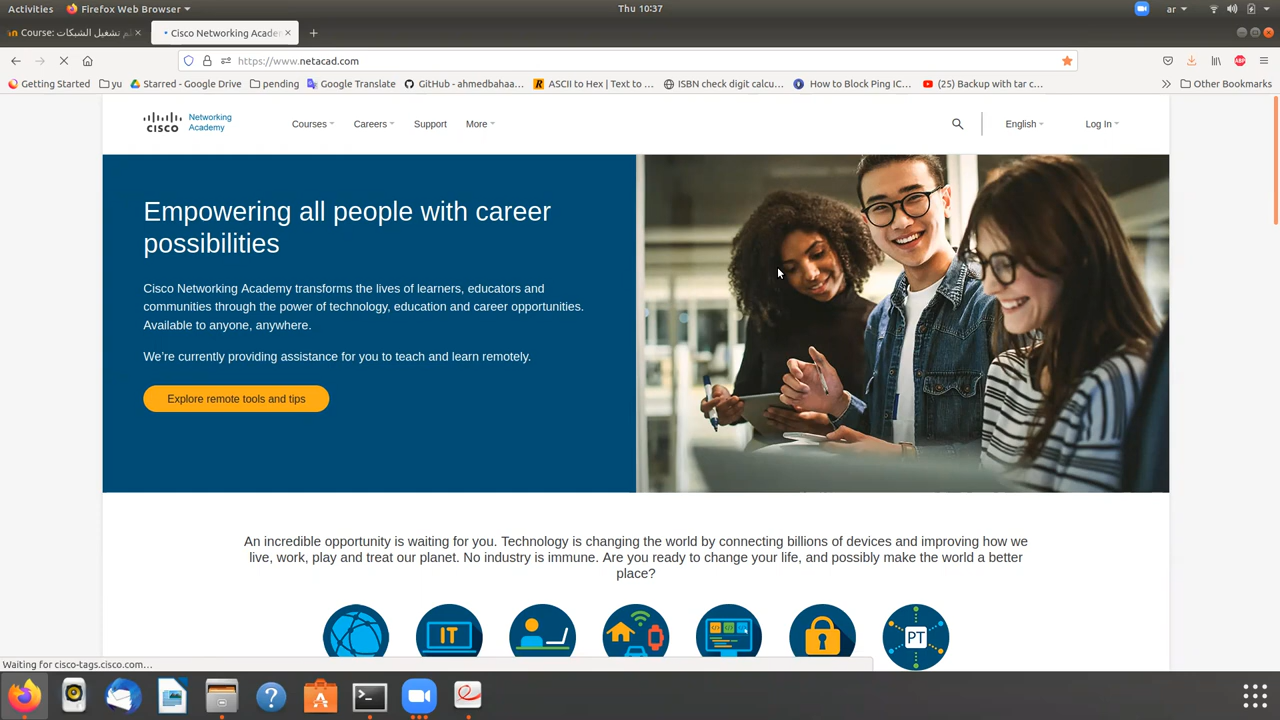 Activities
Firefox Web Browser
Thu 10:37
ar
Course: لم تشغيل الشبكات
Cisco Networking Acade
https://www.netacad.com
ABP
Getting Started
yu
Starred - Google Drive
pending
Google Translate
GitHub - ahmedbahaa...
ASCII to Hex | Text to ...
ISBN check digit calcu...
How to Block Ping IC...
(25) Backup with tar c...
Other Bookmarks
CISCO
Networking
Academy
Courses
Careers
Support
More
English
Log In
Empowering all people with career
possibilities
Cisco Networking Academy transforms the lives of learners, educators and
communities through the power of technology, education and career opportunities.
Available to anyone, anywhere.
We're currently providing assistance for you to teach and learn remotely.
Explore remote tools and tips
An incredible opportunity is waiting for you. Technology is changing the world by connecting billions of devices and improving how we
live, work, play and treat our planet. No industry is immune. Are you ready to change your life, and possibly make the world a better
place?
IT
PT
Waiting for cisco-tags.cisco.com…